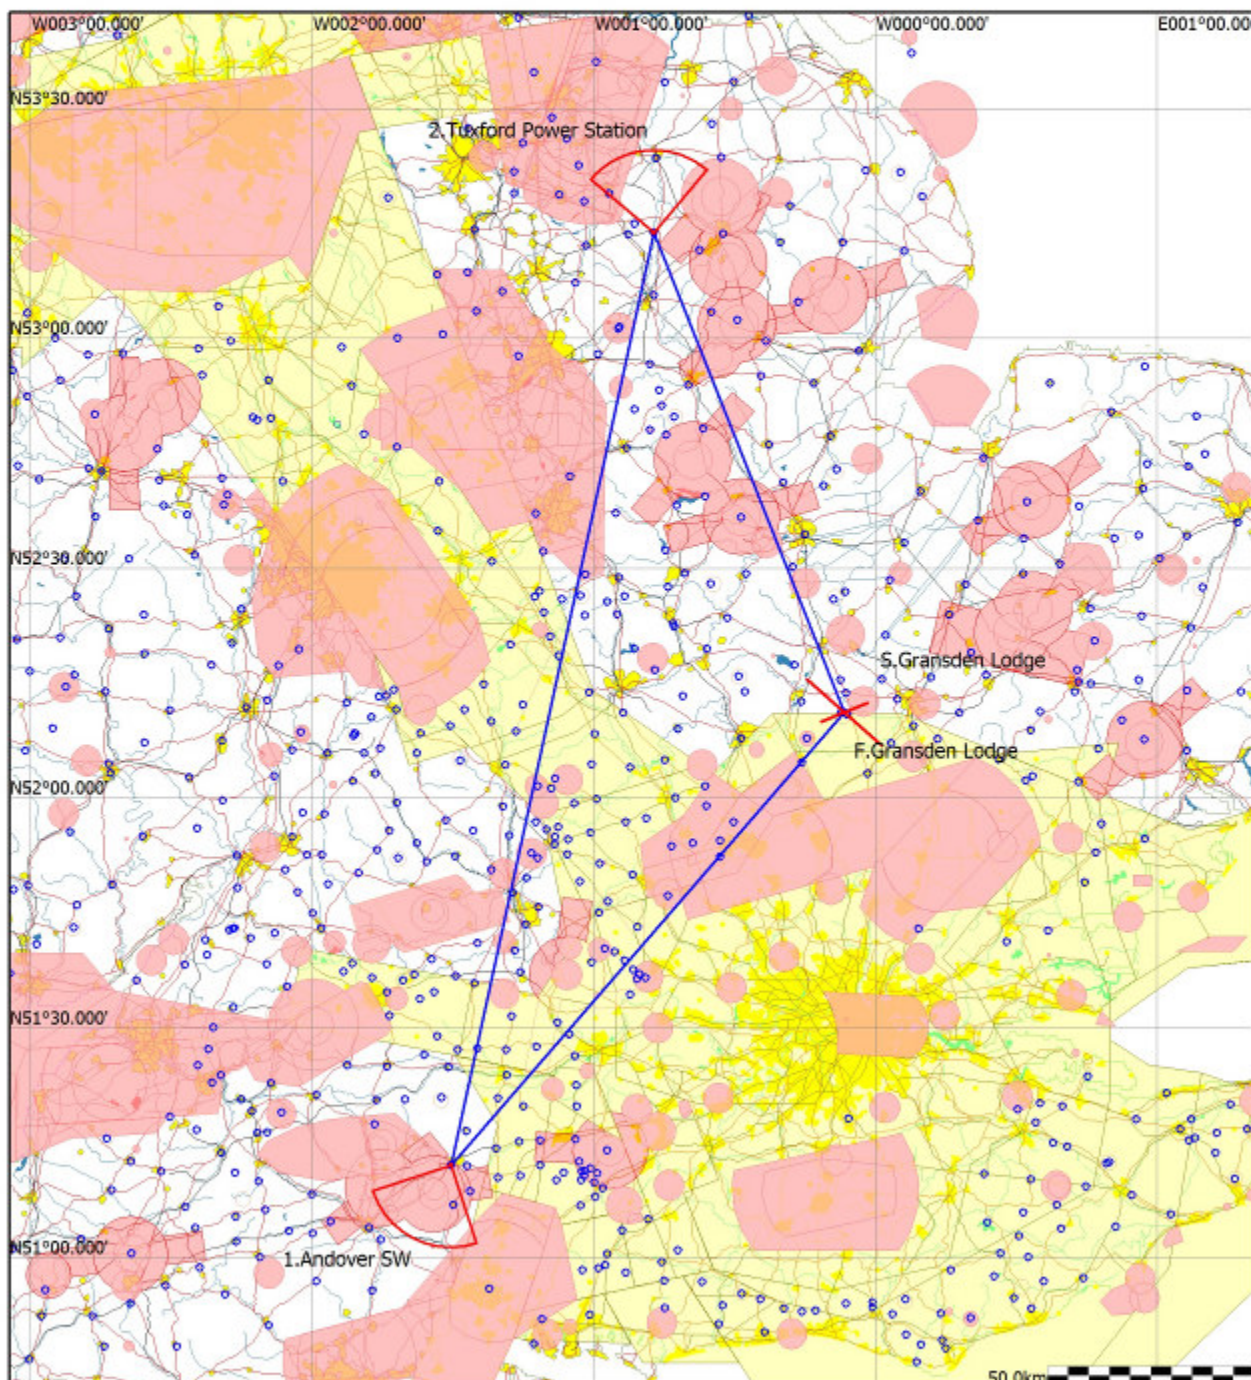 W003°00.000'
W002°00.000'
W001°00.000'
W000°00.000'
E001°00.00
N53°30.000'
2.Tuxford Power Station
N53°00.000'
N52°30.000'
S.Gransden Lodge
F.Gransden Lodge
N52°00.000'
N51°30.000'
N51°00.000'
1.Andover SW
50.0km